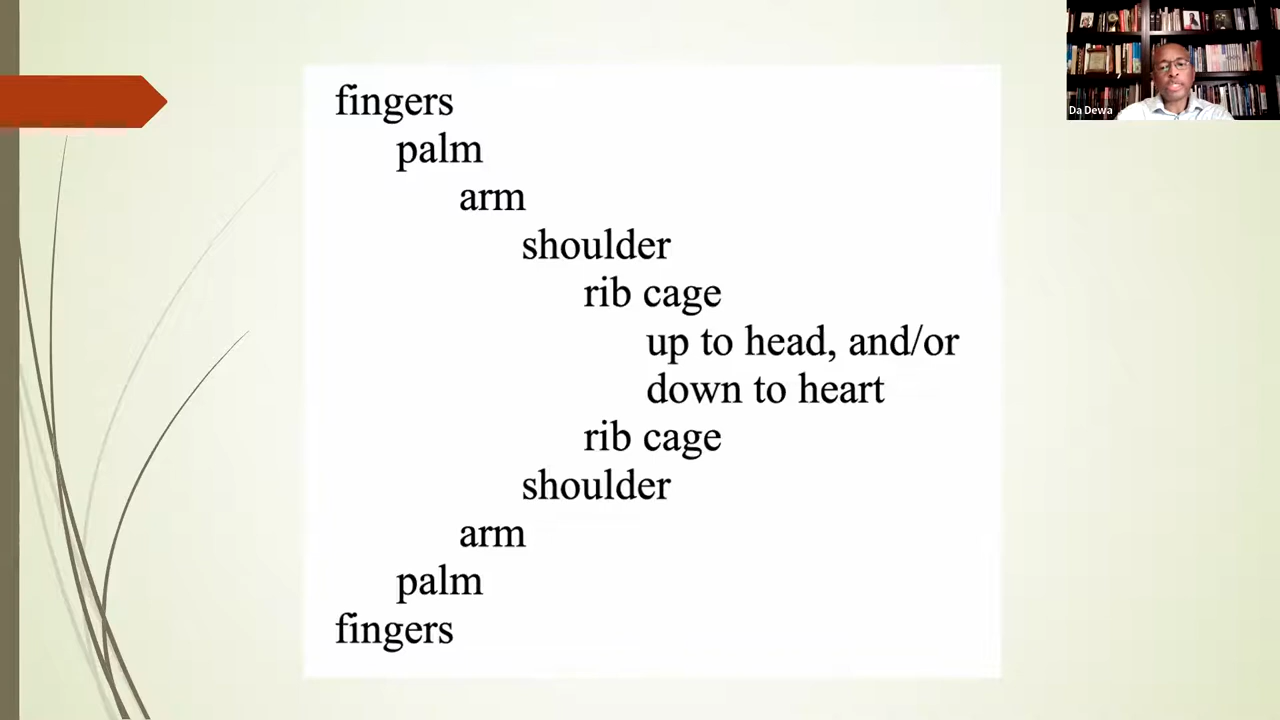 fingers
palm
arm
shoulder
rib cage
up to head, and/or
down to heart
rib cage
shoulder
arm
palm
fingers
Da Dewa